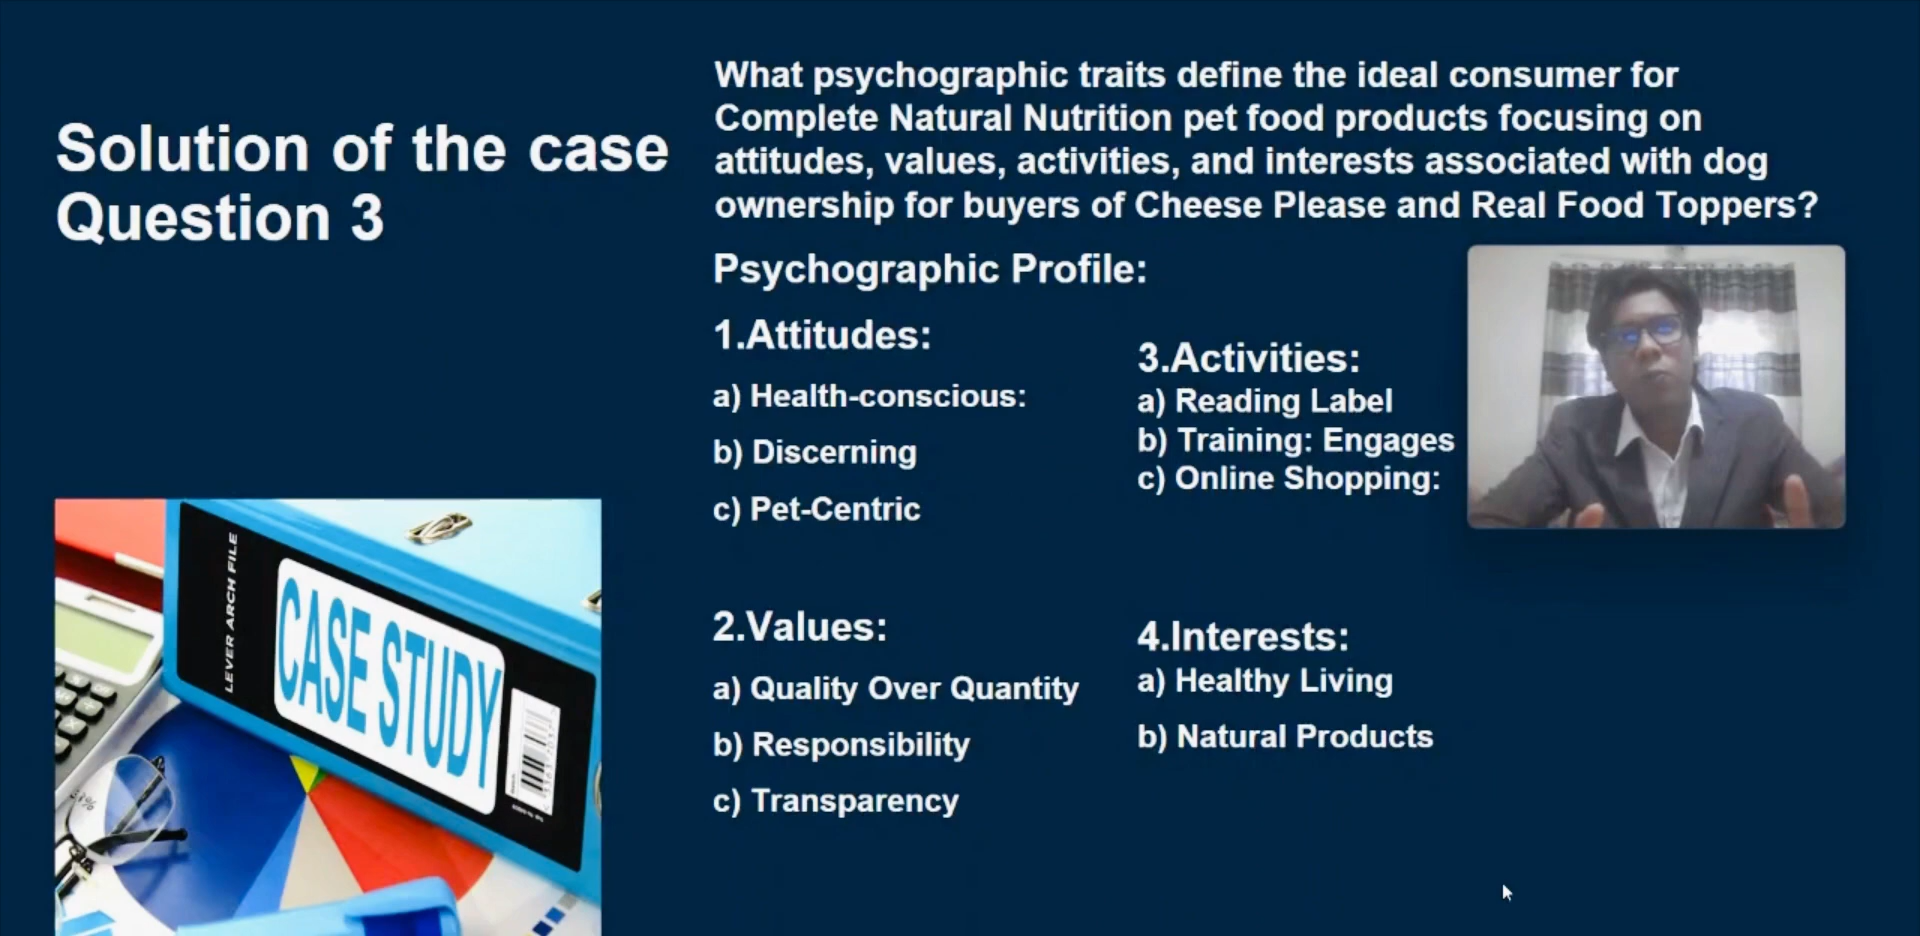 Solution of the case
Question 3
What psychographic traits define the ideal consumer for
Complete Natural Nutrition pet food products focusing on
attitudes, values, activities, and interests associated with dog
ownership for buyers of Cheese Please and Real Food Toppers?
Psychographic Profile:
1.Attitudes:
a) Health-conscious:
b) Discerning
c) Pet-Centric
2.Values:
a) Quality Over Quantity
b) Responsibility
c) Transparency
3.Activities:
a) Reading Label
b) Training: Engages
c) Online Shopping:
4.Interests:
a) Healthy Living
b) Natural Products
LEVER ARCH FILE
CASE STUDY